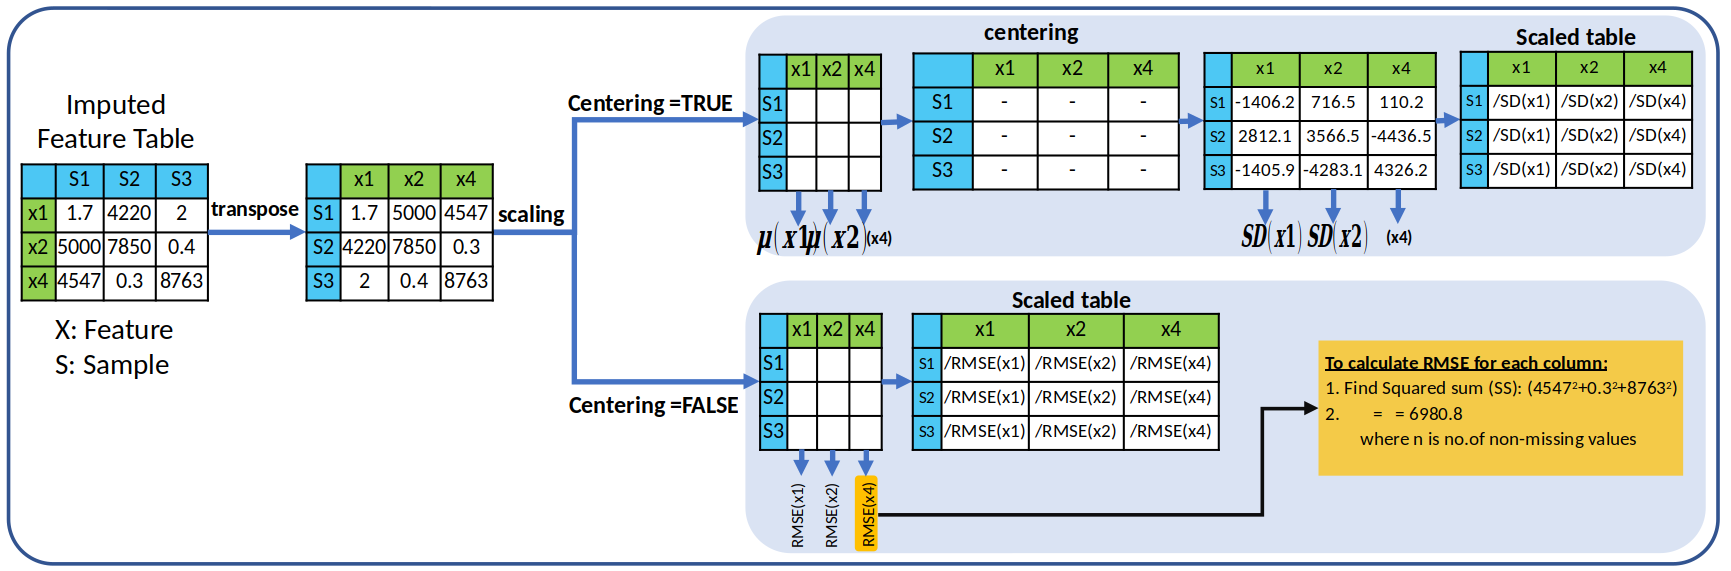 Imputed
Feature Table
S1 S2 S3
x1 1.7 4220 2
x2 5000 7850 0.4
x4 4547 0.3 8763
X: Feature
S: Sample
transpose
x1 x2 x4
S1 1.7 5000 4547
S2 4220 7850 0.3
S3 2 0.4 8763
scaling
Centering =TRUE
x1 x2 x4
S1
S2
S3
μ(x1) μ(x2) (x4)
centering
x1 x2 x4
S1 - - -
S2 - - -
S3 - - -
x1 x2 x4
S1 -1406.2 716.5 110.2
S2 2812.1 3566.5 -4436.5
S3 -1405.9 -4283.1 4326.2
SD(x1) SD(x2) (x4)
Scaled table
x1 x2 x4
S1 /SD(x1) /SD(x2) /SD(x4)
S2 /SD(x1) /SD(x2) /SD(x4)
S3 /SD(x1) /SD(x2) /SD(x4)
Centering =FALSE
x1 x2 x4
S1
S2
S3
RMSE(x1) RMSE(x2) RMSE(x4)
Scaled table
x1 x2 x4
S1 /RMSE(x1) /RMSE(x2) /RMSE(x4)
S2 /RMSE(x1) /RMSE(x2) /RMSE(x4)
S3 /RMSE(x1) /RMSE(x2) /RMSE(x4)
To calculate RMSE for each column:
1. Find Squared sum (SS): (4547²+0.3²+8763²)
2. = = 6980.8
where n is no.of non-missing values